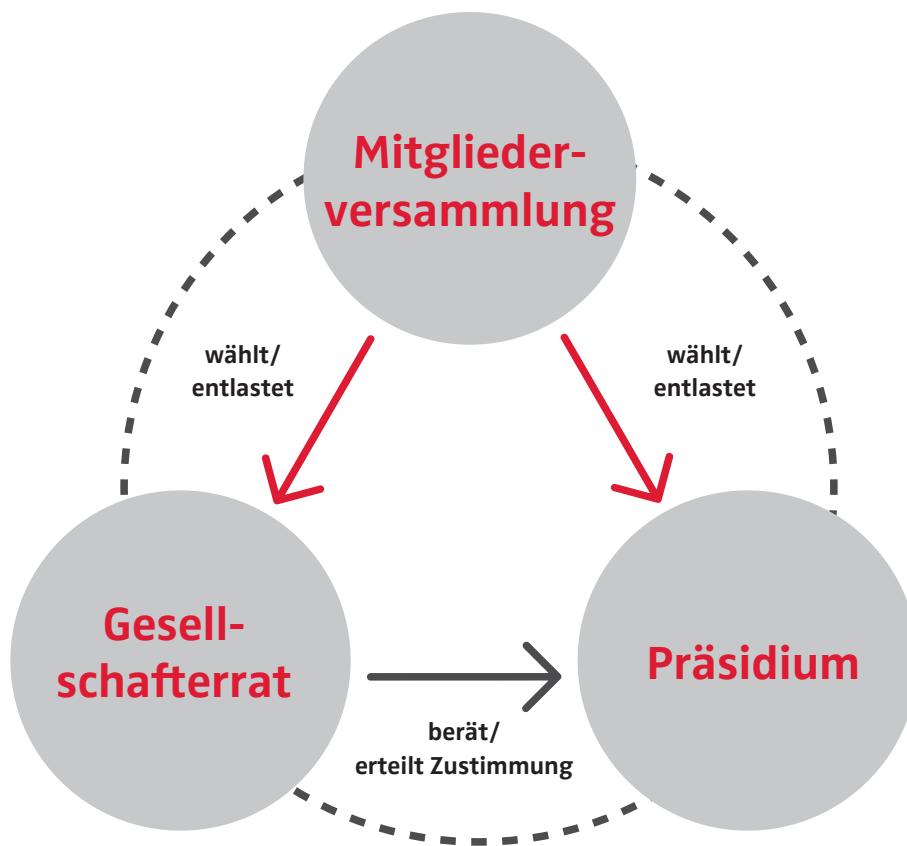 Mitglieder-
versammlung
wählt/
entlastet
wählt/
entlastet
Gesell-
schafterrat
Präsidium
berät/
erteilt Zustimmung